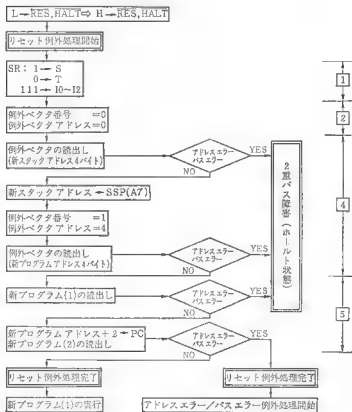 L→RES,HALT⇨ H→RES,HALT
リセット例外処理開始
SR: 1→ S
0→ T
111→ I0~I2
1
例外ベクタ番号 =0
例外ベクタアドレス=0
2
例外ベクタの読出し
(新スタックアドレス4バイト)
アドレスエラー
バスエラー
YES
NO
2重バス障害(ホールト状態)
新スタックアドレス→SSP(A7)
4
例外ベクタ番号 =1
例外ベクタアドレス=4
例外ベクタの読出し
(新プログラムアドレス4バイト)
アドレスエラー
バスエラー
YES
NO
新プログラム(1)の読出し
アドレスエラー
バスエラー
YES
NO
5
新プログラムアドレス+2→PC
新プログラム(2)の読出し
アドレスエラー
バスエラー
YES
NO
リセット例外処理完了
リセット例外処理完了
新プログラム(1)の実行
アドレスエラー/バスエラー例外処理開始